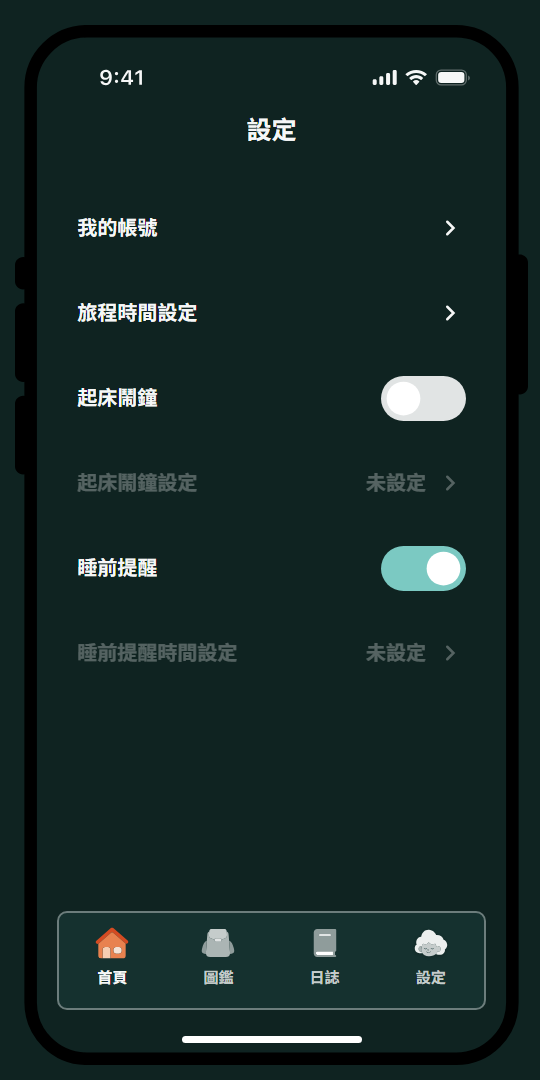 9:41
設定
我的帳號
旅程時間設定
起床鬧鐘
起床鬧鐘設定 未設定
睡前提醒
睡前提醒時間設定 未設定
首頁 圖鑑 日誌 設定